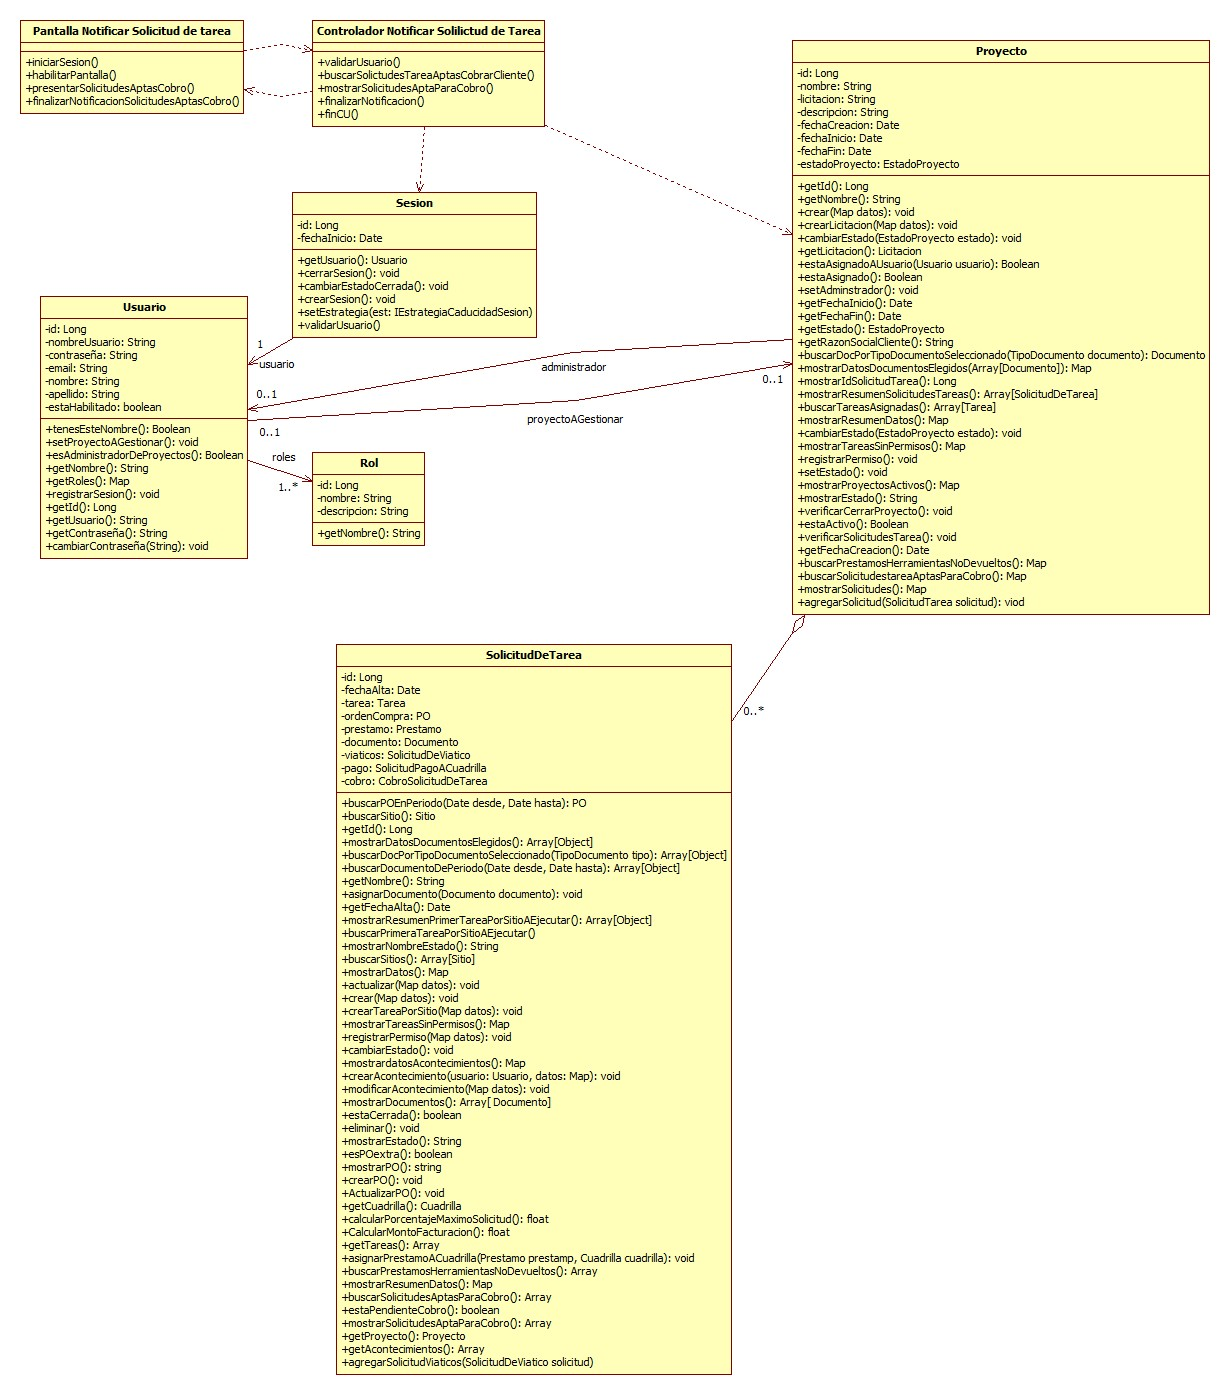 Pantalla Notificar Solicitud de tarea
+iniciarSesion()
+habilitarPantalla()
+presentarSolicitudesAptasCobro()
+finalizarNotificacionSolicitudesAptasCobro()
Controlador Notificar Solilictud de Tarea
+validarUsuario()
+buscarSolictudesTareaAptasCobrarCliente()
+mostrarSolicitudesAptaParaCobro()
+finalizarNotificacion()
+finCU()
Proyecto
-id: Long
-nombre: String
-licitacion: String
-descripcion: String
-fechaCreacion: Date
-fechaInicio: Date
-fechaFin: Date
-estadoProyecto: EstadoProyecto
+getId(): Long
+getNombre(): String
+crear(Map datos): void
+crearLicitacion(Map datos): void
+cambiarEstado(EstadoProyecto estado): void
+getLicitacion(): Licitacion
+estaAsignadoAUsuario(Usuario usuario): Boolean
+estaAsignado(): Boolean
+setAdminstrador(): void
+getFechaInicio(): Date
+getFechaFin(): Date
+getEstado(): EstadoProyecto
+getRazonSocialCliente(): String
+buscarDocPorTipoDocumentoSeleccionado(TipoDocumento documento): Documento
+mostrarDatosDocumentosElegidos(Array[Documento]): Map
+mostrarIdSolicitudTarea(): Long
+mostrarResumenSolicitudesTareas(): Array[SolicitudDeTarea]
+buscarTareasAsignadas(): Array[Tarea]
+mostrarResumenDatos(): Map
+cambiarEstado(EstadoProyecto estado): void
+mostrarTareasSinPermisos(): Map
+registrarPermiso(): void
+setEstado(): void
+mostrarProyectosActivos(): Map
+mostrarEstado(): String
+verificarCerrarProyecto(): void
+estaActivo(): Boolean
+verificarSolicitudesTarea(): void
+getFechaCreacion(): Date
+buscarPrestamosHerramientasNoDevueltos(): Map
+buscarSolicitudestareaAptasParaCobro(): Map
+mostrarSolicitudes(): Map
+agregarSolicitud(SolicitudTarea solicitud): viod
Sesion
-id: Long
-fechaInicio: Date
+getUsuario(): Usuario
+cerrarSesion(): void
+cambiarEstadoCerrada(): void
+crearSesion(): void
+setEstrategia(est: IEstrategiaCaducidadSesion)
+validarUsuario()
Usuario
-id: Long
-nombreUsuario: String
-contraseña: String
-email: String
-nombre: String
-apellido: String
-estaHabilitado: boolean
+tenesEsteNombre(): Boolean
+setProyectoAGestionar(): void
+esAdministradorDeProyectos(): Boolean
+getNombre(): String
+getRoles(): Map
+registrarSesion(): void
+getId(): Long
+getUsuario(): String
+getContraseña(): String
+cambiarContraseña(String): void
1
usuario
administrador
0..1
0..1
proyectoAGestionar
0..1
roles
1..*
Rol
-id: Long
-nombre: String
-descripcion: String
+getNombre(): String
0..*
SolicitudDeTarea
-id: Long
-fechaAlta: Date
-tarea: Tarea
-ordenCompra: PO
-prestamo: Prestamo
-documento: Documento
-viaticos: SolicitudDeViatico
-pago: SolicitudPagoACuadrilla
-cobro: CobroSolicitudDeTarea
+buscarPOEnPeriodo(Date desde, Date hasta): PO
+buscarSitio(): Sitio
+getId(): Long
+mostrarDatosDocumentosElegidos(): Array[Object]
+buscarDocPorTipoDocumentoSeleccionado(TipoDocumento tipo): Array[Object]
+buscarDocumentoDePeriodo(Date desde, Date hasta): Array[Object]
+getNombre(): String
+asignarDocumento(Documento documento): void
+getFechaAlta(): Date
+mostrarResumenPrimerTareaPorSitioAEjecutar(): Array[Object]
+buscarPrimeraTareaPorSitioAEjecutar()
+mostrarNombreEstado(): String
+buscarSitios(): Array[Sitio]
+mostrarDatos(): Map
+actualizar(Map datos): void
+crear(Map datos): void
+crearTareaPorSitio(Map datos): void
+mostrarTareasSinPermisos(): Map
+registrarPermiso(Map datos): void
+cambiarEstado(): void
+mostrardatosAcontecimientos(): Map
+crearAcontecimiento(usuario: Usuario, datos: Map): void
+modificarAcontecimiento(Map datos): void
+mostrarDocumentos(): Array[ Documento]
+estaCerrada(): boolean
+eliminar(): void
+mostrarEstado(): String
+esPOextra(): boolean
+mostrarPO(): string
+crearPO(): void
+ActualizarPO(): void
+getCuadrilla(): Cuadrilla
+calcularPorcentajeMaximoSolicitud(): float
+CalcularMontoFacturacion(): float
+getTareas(): Array
+asignarPrestamoACuadrilla(Prestamo prestamp, Cuadrilla cuadrilla): void
+buscarPrestamosHerramientasNoDevueltos(): Array
+mostrarResumenDatos(): Map
+buscarSolicitudesAptasParaCobro(): Array
+estaPendienteCobro(): boolean
+mostrarSolicitudesAptaParaCobro(): Array
+getProyecto(): Proyecto
+getAcontecimientos(): Array
+agregarSolicitudViaticos(SolicitudDeViatico solicitud)